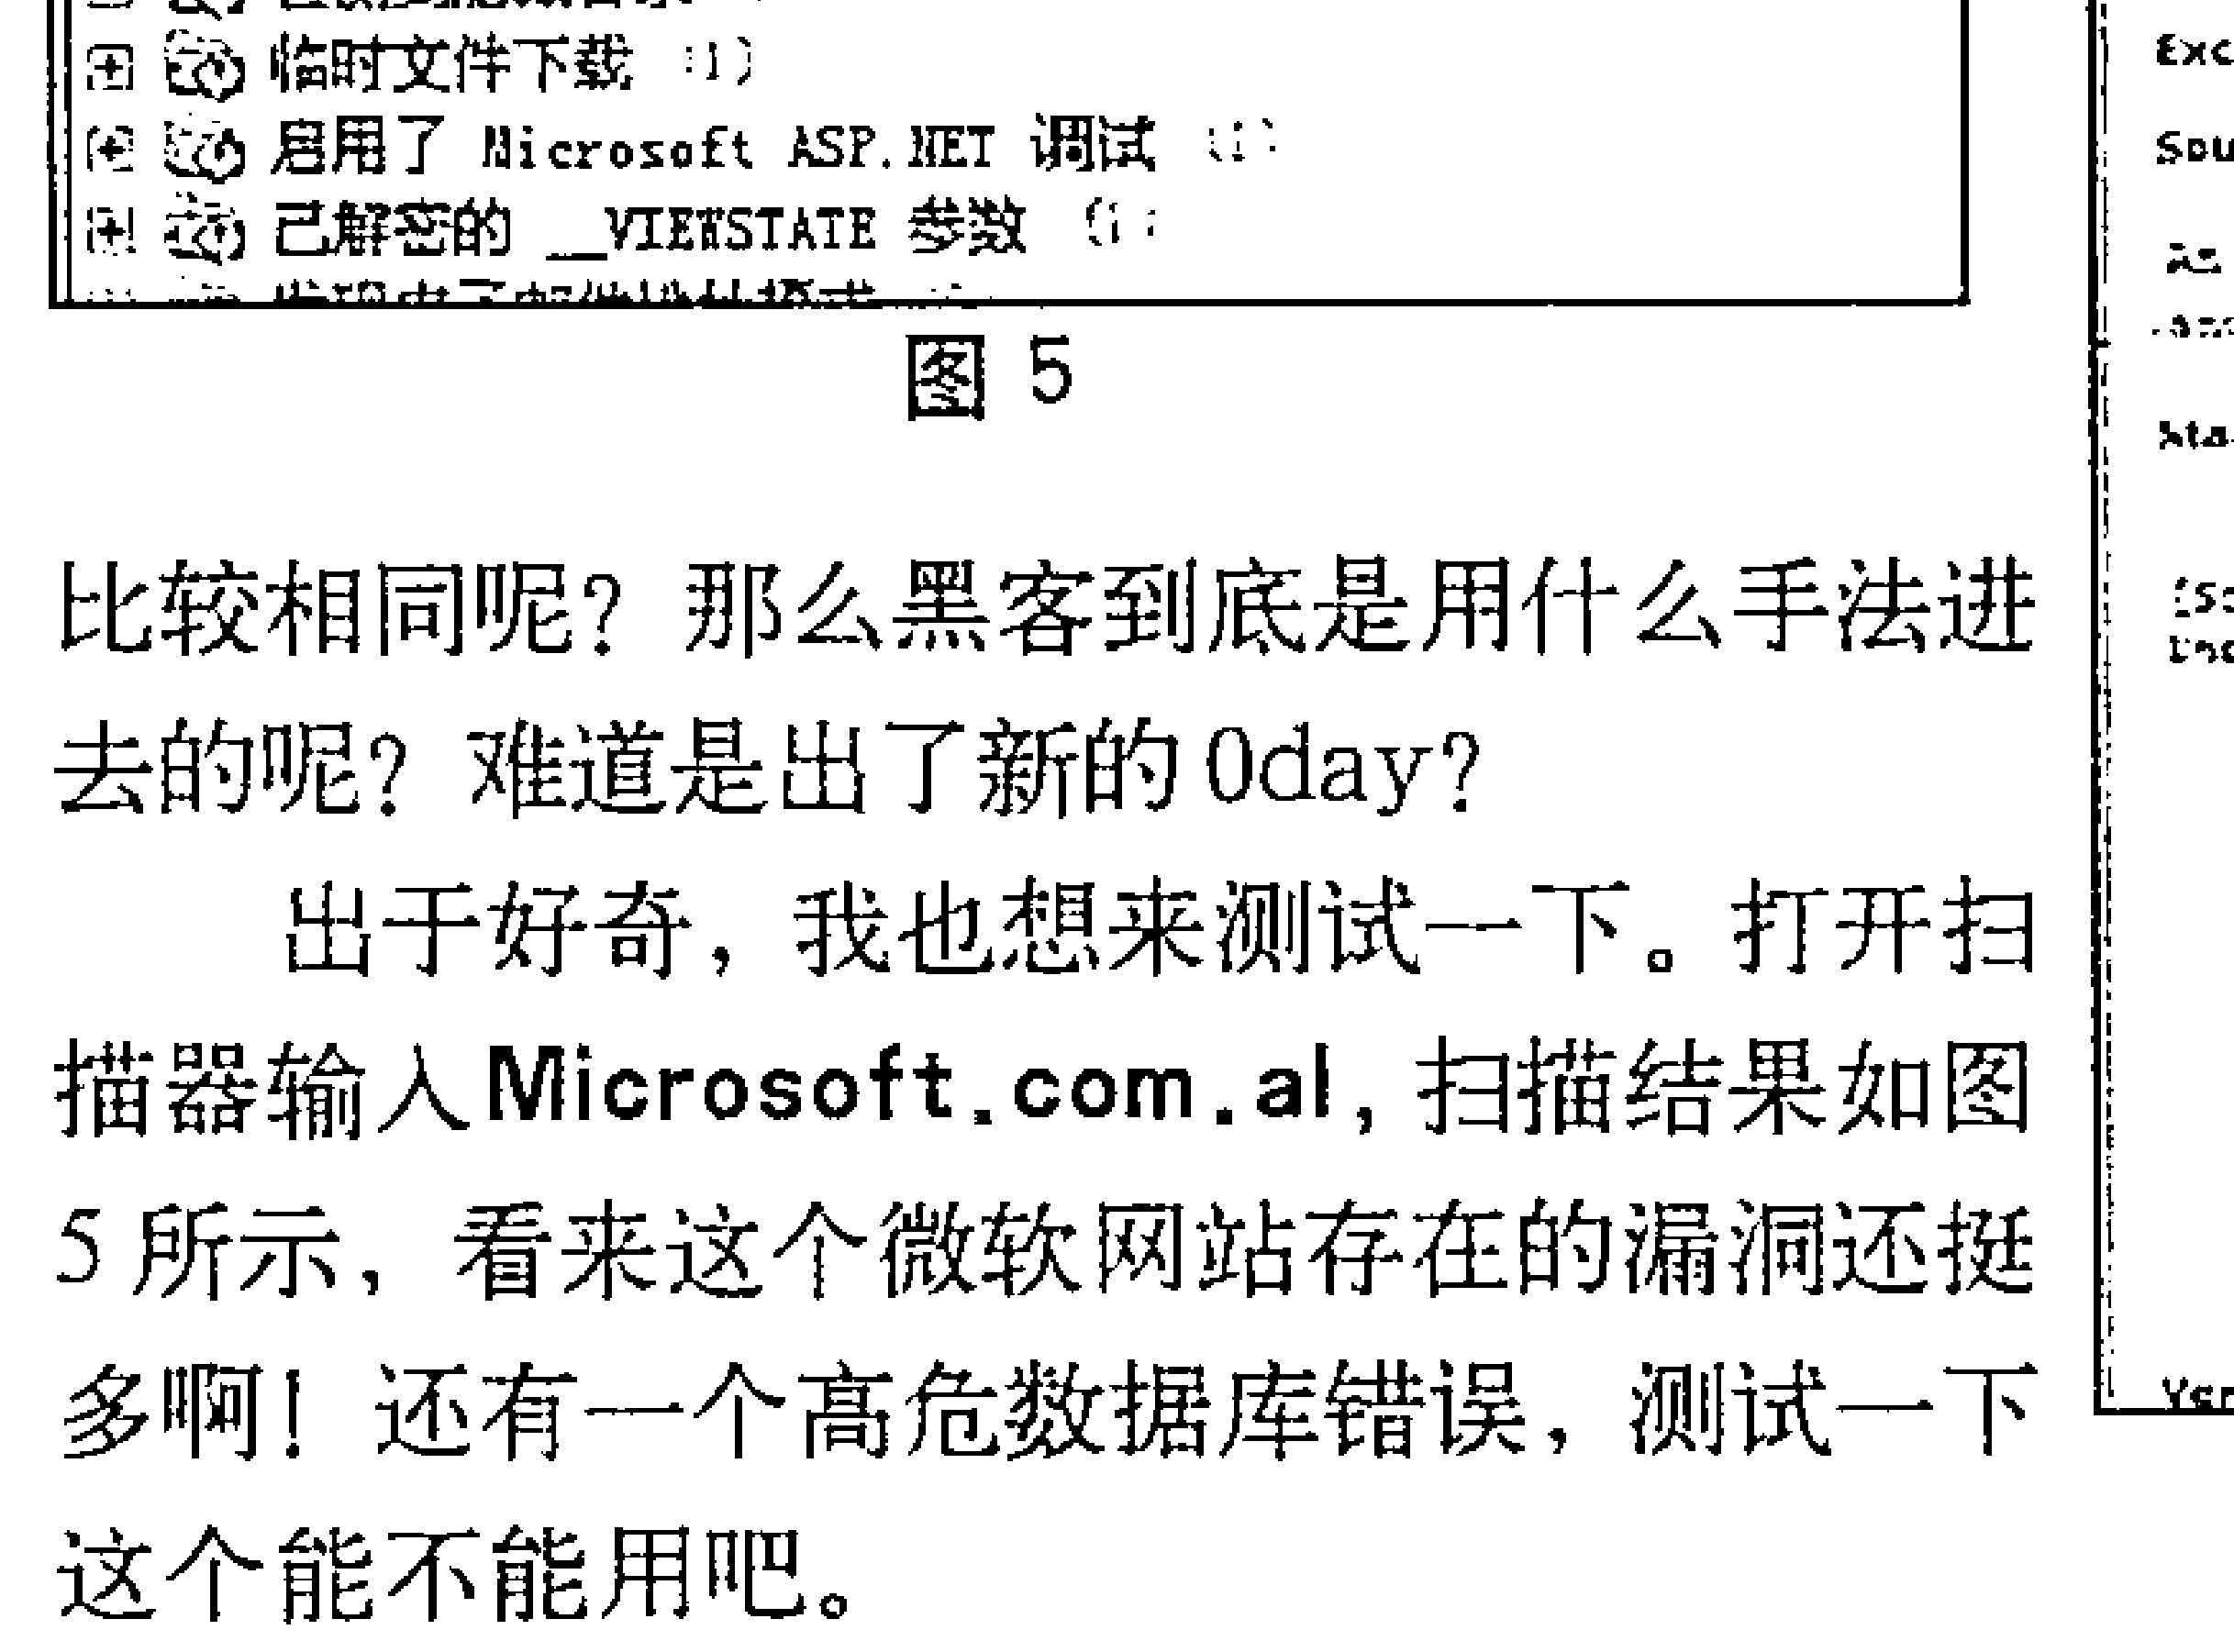 临时文件下载 (1)
启用了 Microsoft ASP.NET 调试
已解密的 __VIEWSTATE 参数
图 5
比较相同呢？那么黑客到底是用什么手法进
去的呢？难道是出了新的0day？
出于好奇，我也想来测试一下。打开扫
描器输入Microsoft.com.al，扫描结果如图
5所示，看来这个微软网站存在的漏洞还挺
多啊！还有一个高危数据库错误，测试一下
这个能不能用吧。
Exc
Sou